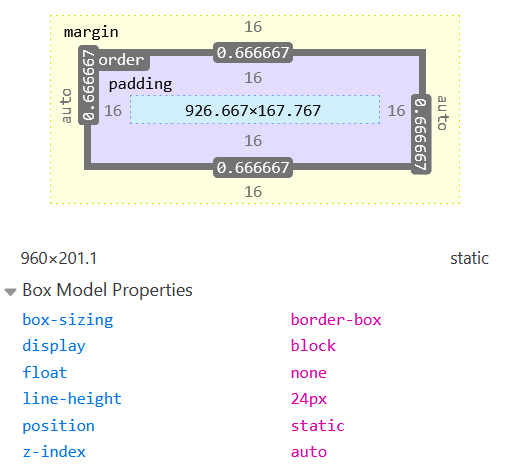 16
margin
0.666667
order
16
padding
auto
0.666667
16
926.667×167.767
16
0.666667
auto
16
0.666667
16
960×201.1 static
Box Model Properties
box-sizing border-box
display block
float none
line-height 24px
position static
z-index auto